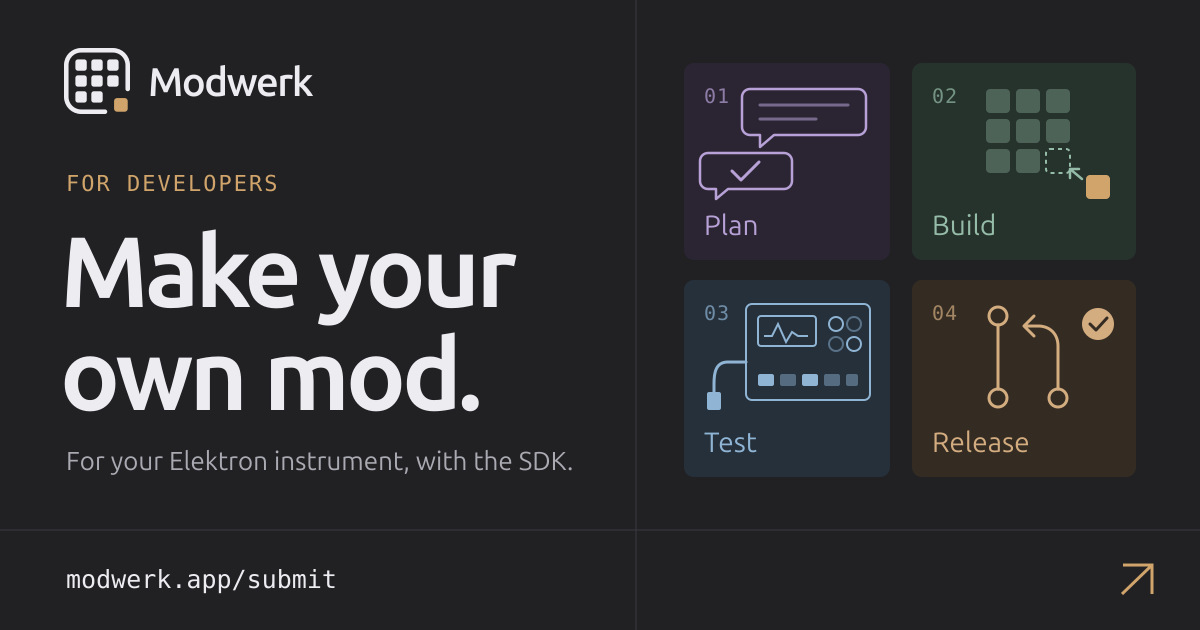 Modwerk
FOR DEVELOPERS
Make your
own mod.
For your Elektron instrument, with the SDK.
modwerk.app/submit
01
Plan
02
Build
03
Test
04
Release